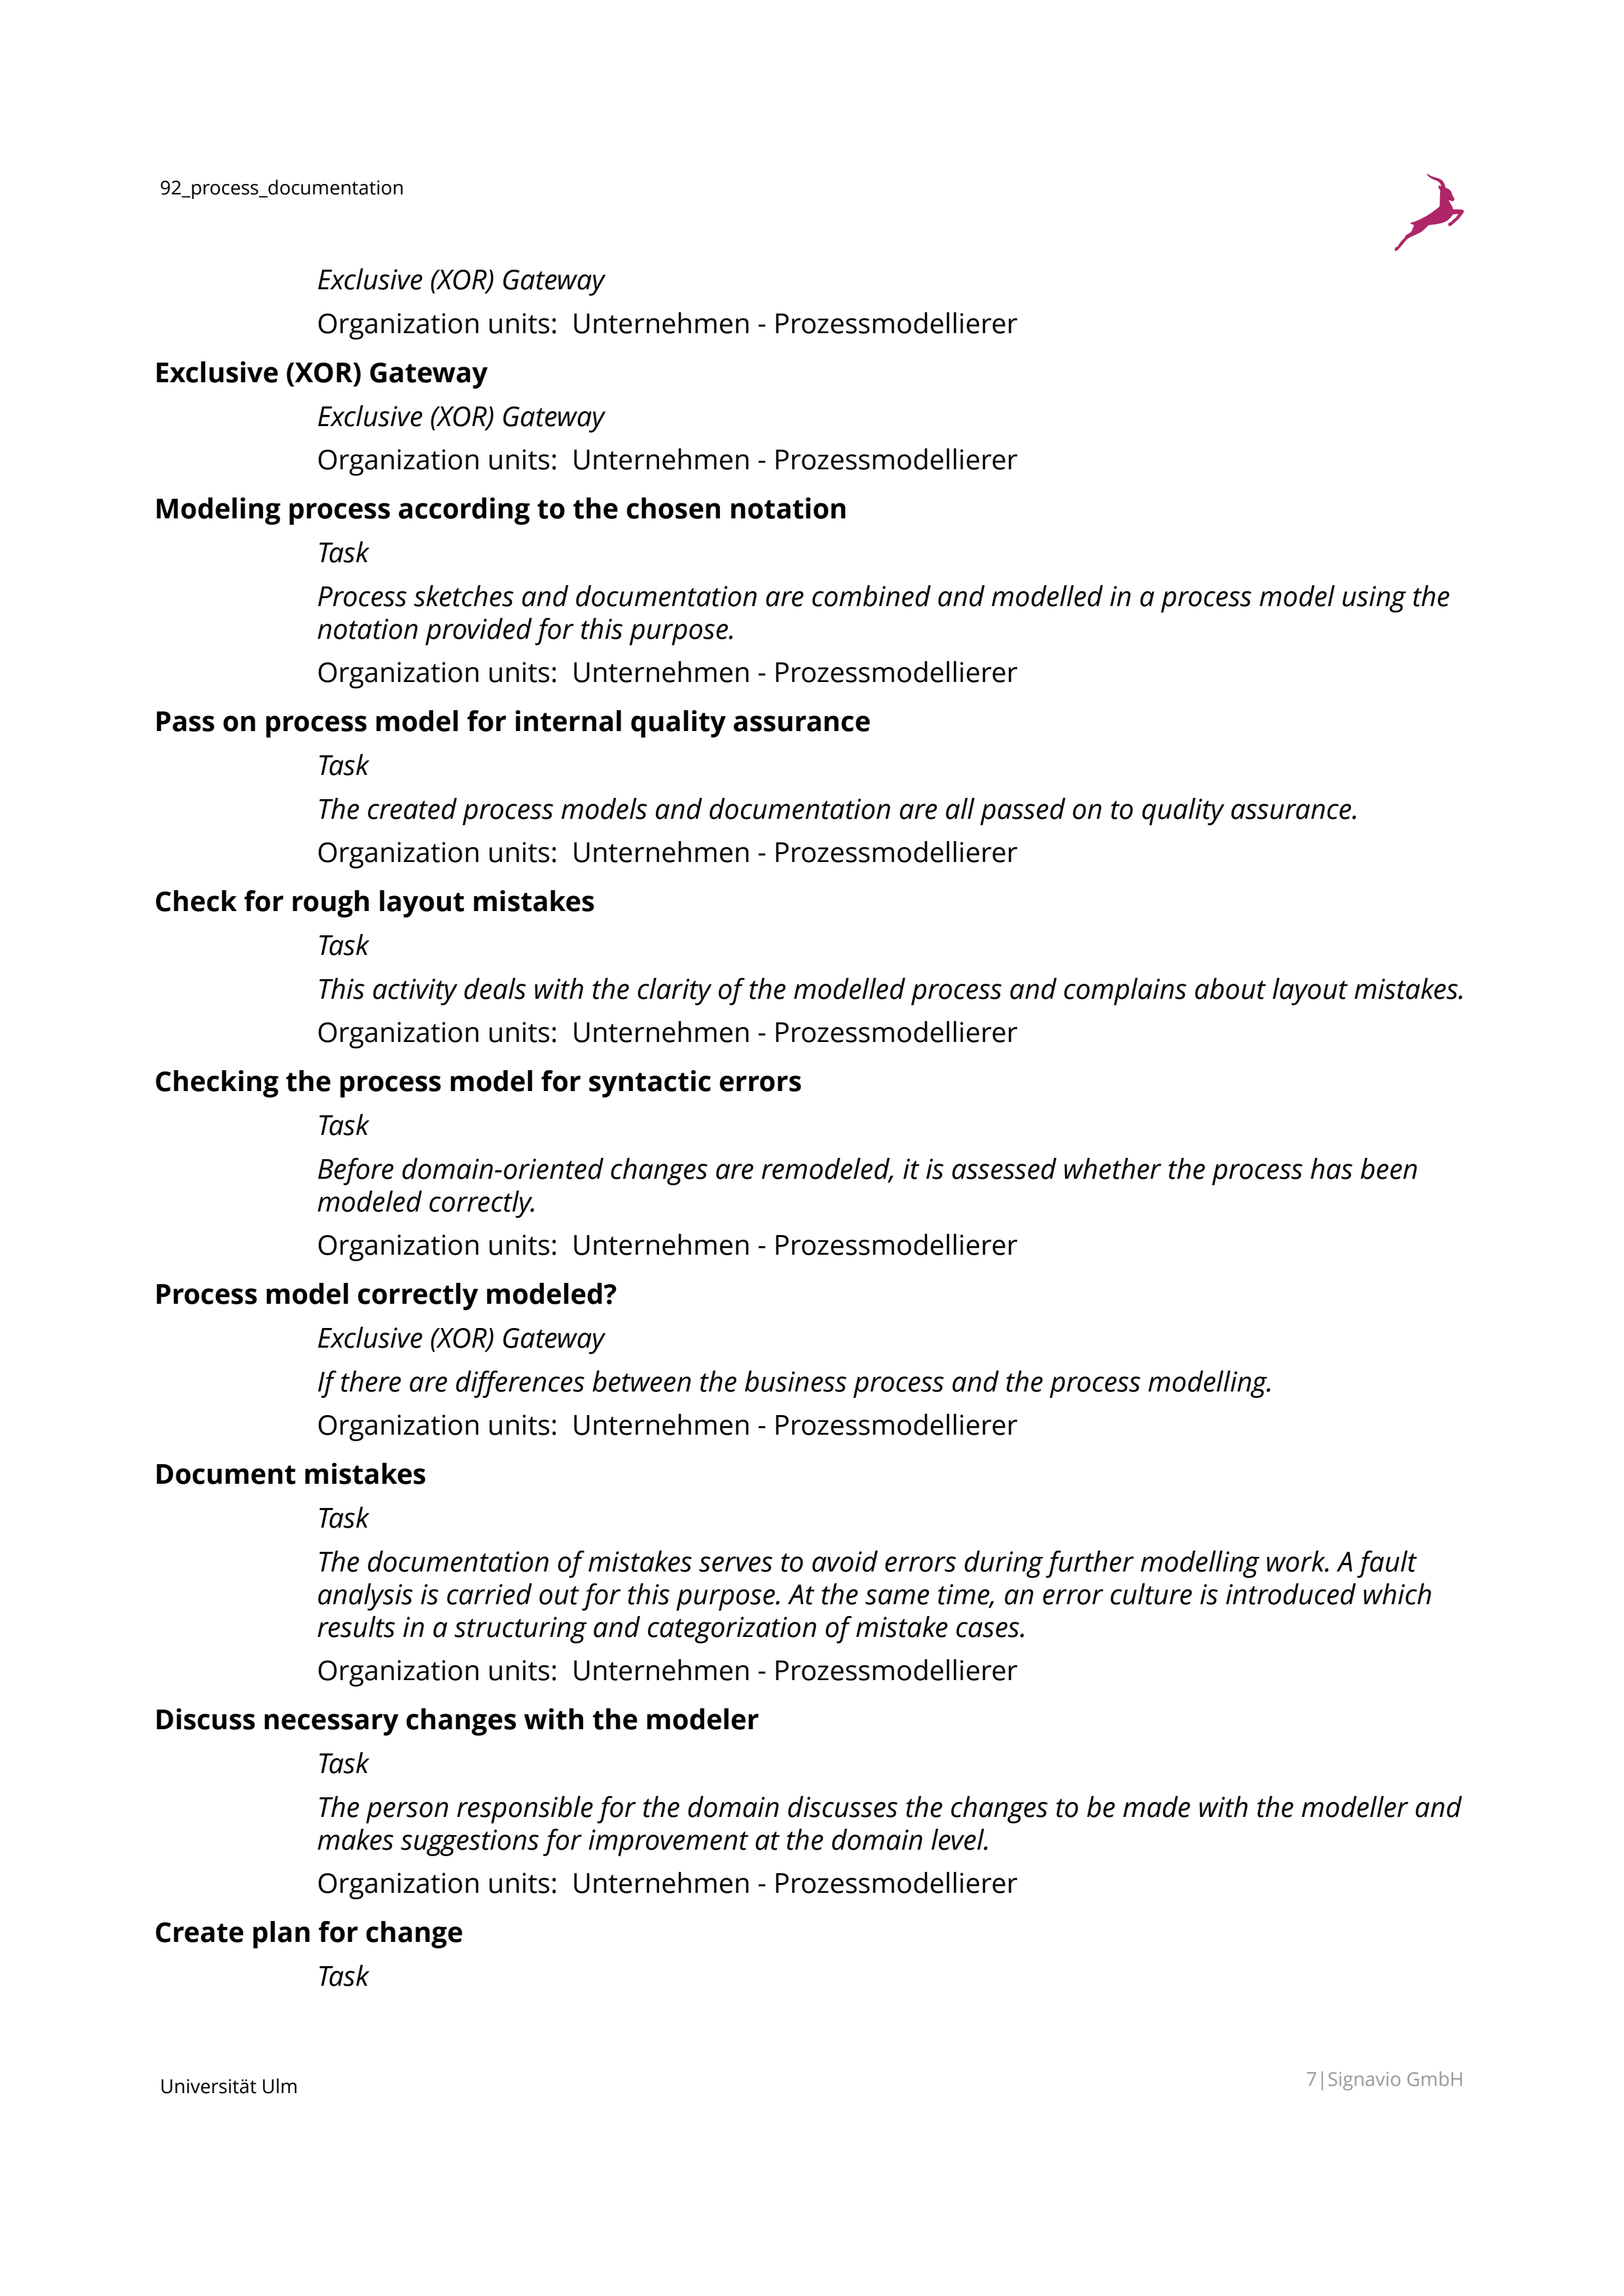 92_process_documentation
Exclusive (XOR) Gateway
Organization units:  Unternehmen - Prozessmodellierer
Exclusive (XOR) Gateway
Exclusive (XOR) Gateway
Organization units:  Unternehmen - Prozessmodellierer
Modeling process according to the chosen notation
Task
Process sketches and documentation are combined and modelled in a process model using the
notation provided for this purpose.
Organization units:  Unternehmen - Prozessmodellierer
Pass on process model for internal quality assurance
Task
The created process models and documentation are all passed on to quality assurance.
Organization units:  Unternehmen - Prozessmodellierer
Check for rough layout mistakes
Task
This activity deals with the clarity of the modelled process and complains about layout mistakes.
Organization units:  Unternehmen - Prozessmodellierer
Checking the process model for syntactic errors
Task
Before domain-oriented changes are remodeled, it is assessed whether the process has been
modeled correctly.
Organization units:  Unternehmen - Prozessmodellierer
Process model correctly modeled?
Exclusive (XOR) Gateway
If there are differences between the business process and the process modelling.
Organization units:  Unternehmen - Prozessmodellierer
Document mistakes
Task
The documentation of mistakes serves to avoid errors during further modelling work. A fault
analysis is carried out for this purpose. At the same time, an error culture is introduced which
results in a structuring and categorization of mistake cases.
Organization units:  Unternehmen - Prozessmodellierer
Discuss necessary changes with the modeler
Task
The person responsible for the domain discusses the changes to be made with the modeller and
makes suggestions for improvement at the domain level.
Organization units:  Unternehmen - Prozessmodellierer
Create plan for change
Task
Universität Ulm
7|Signavio GmbH